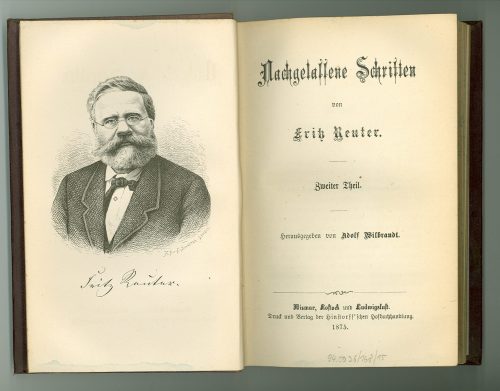 Fritz Reuter.
Nachgelassene Schriften
von
Fritz Reuter.
Zweiter Theil.
Herausgegeben von Adolf Wilbrandt.
Wismar, Rostock und Ludwigslust.
Druck und Verlag der Hinstorff'schen Hofbuchhandlung.
1875.